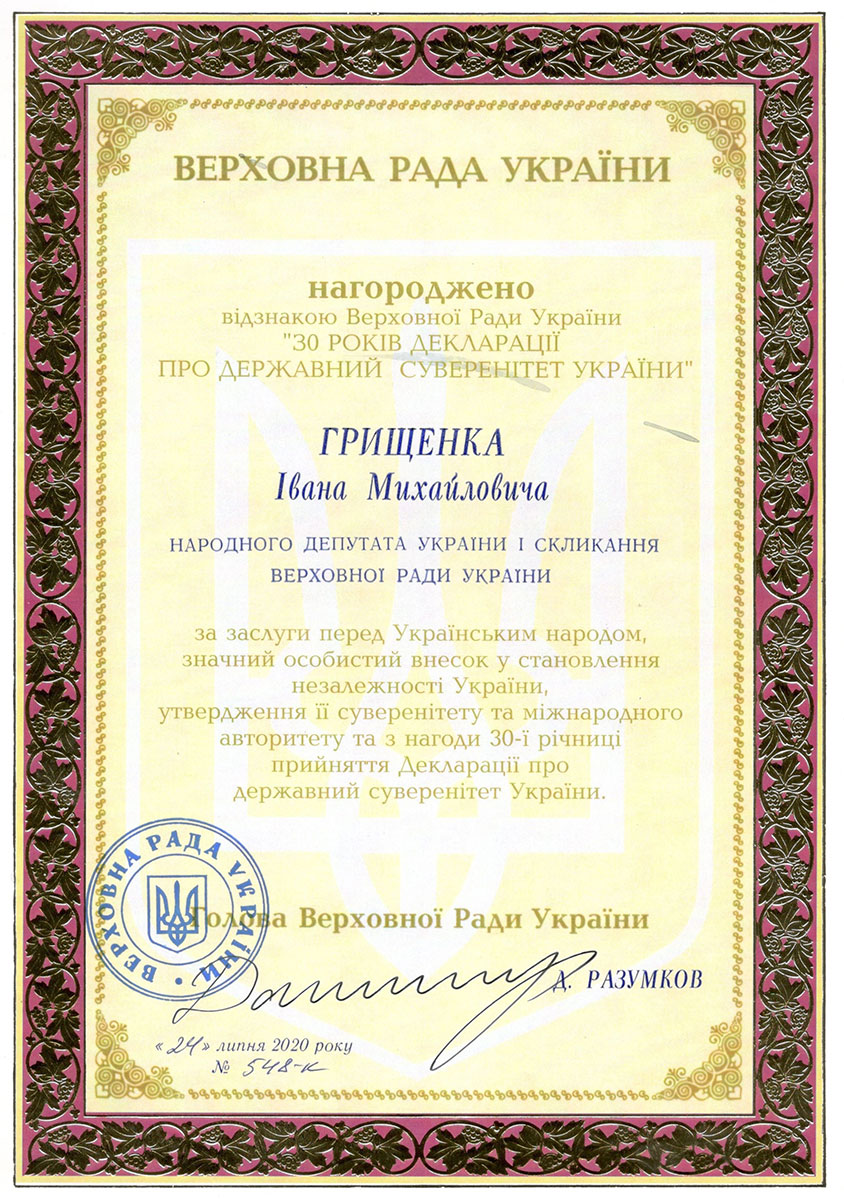 ВЕРХОВНА РАДА УКРАЇНИ
нагороджено
відзнакою Верховної Ради України
"30 РОКІВ ДЕКЛАРАЦІЇ
ПРО ДЕРЖАВНИЙ СУВЕРЕНІТЕТ УКРАЇНИ"
ГРИЩЕНКА
Івана Михайловича
НАРОДНОГО ДЕПУТАТА УКРАЇНИ І СКЛИКАННЯ
ВЕРХОВНОЇ РАДИ УКРАЇНИ
за заслуги перед Українським народом,
значний особистий внесок у становлення
незалежності України,
утвердження її суверенітету та міжнародного
авторитету та з нагоди 30-ї річниці
прийняття Декларації про
державний суверенітет України.
ВЕРХОВНА РАДА УКРАЇНИ
Голова Верховної Ради України
Д. РАЗУМКОВ
«24» липня 2020 року
№ 548-к